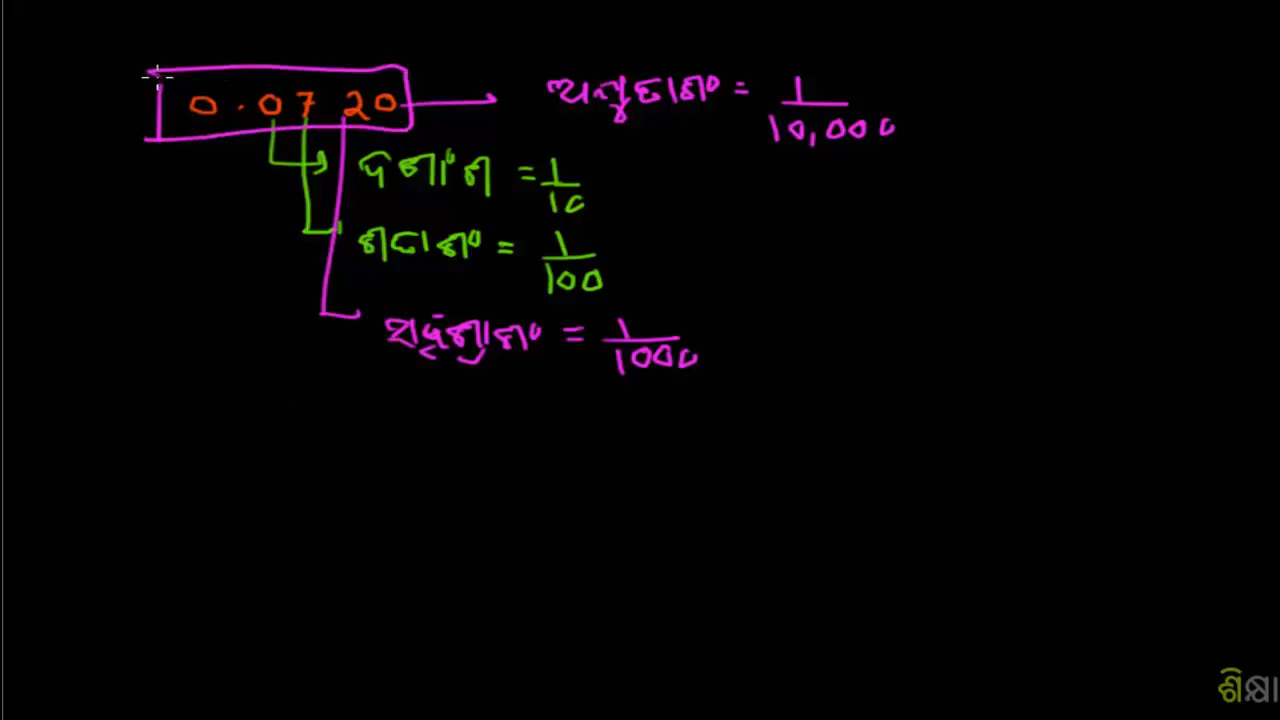 0.0720 ଅଯୁତାଂଶ = 1/10,000
ଦଶାଂଶ = 1/10
ଶତାଂଶ = 1/100
ସହସ୍ରାଂଶ = 1/1000
ଶିକ୍ଷା